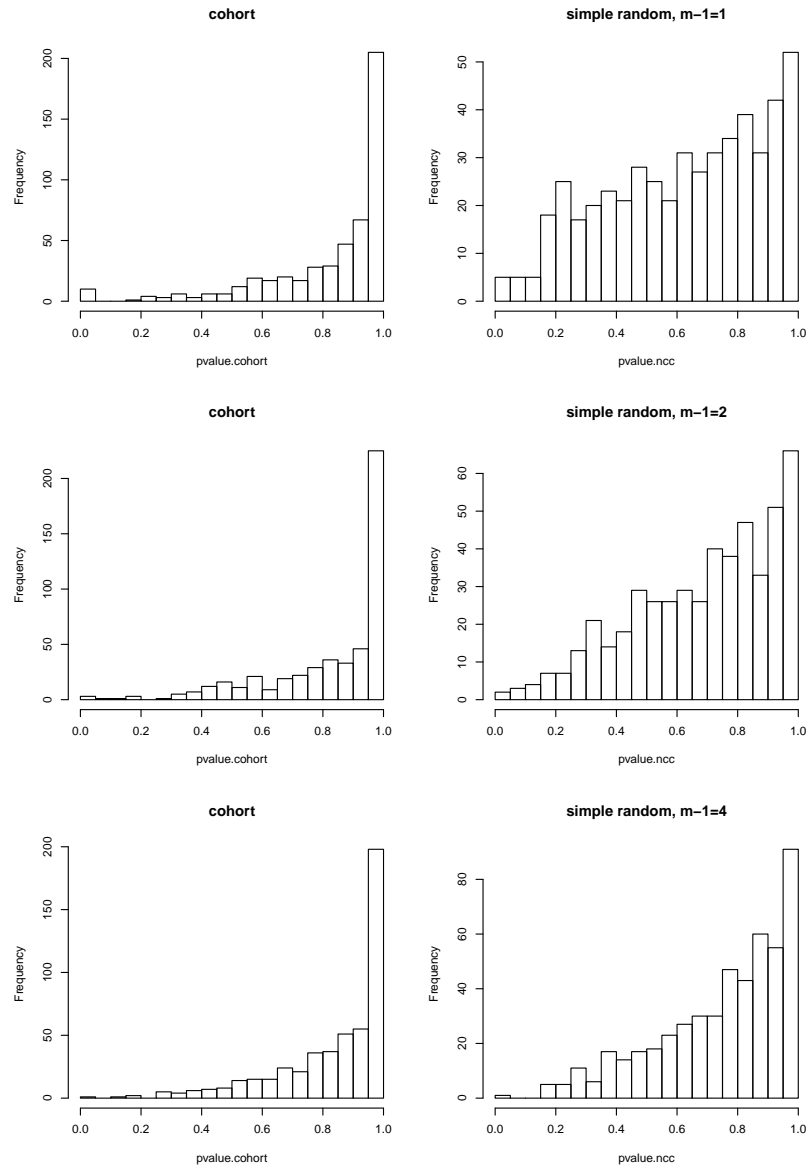 cohort
Frequency
200
150
100
50
0
0.0 0.2 0.4 0.6 0.8 1.0
pvalue.cohort
simple random, m−1=1
Frequency
50
40
30
20
10
0
0.0 0.2 0.4 0.6 0.8 1.0
pvalue.ncc
cohort
Frequency
200
150
100
50
0
0.0 0.2 0.4 0.6 0.8 1.0
pvalue.cohort
simple random, m−1=2
Frequency
60
50
40
30
20
10
0
0.0 0.2 0.4 0.6 0.8 1.0
pvalue.ncc
cohort
Frequency
200
150
100
50
0
0.0 0.2 0.4 0.6 0.8 1.0
pvalue.cohort
simple random, m−1=4
Frequency
80
60
40
20
0
0.0 0.2 0.4 0.6 0.8 1.0
pvalue.ncc